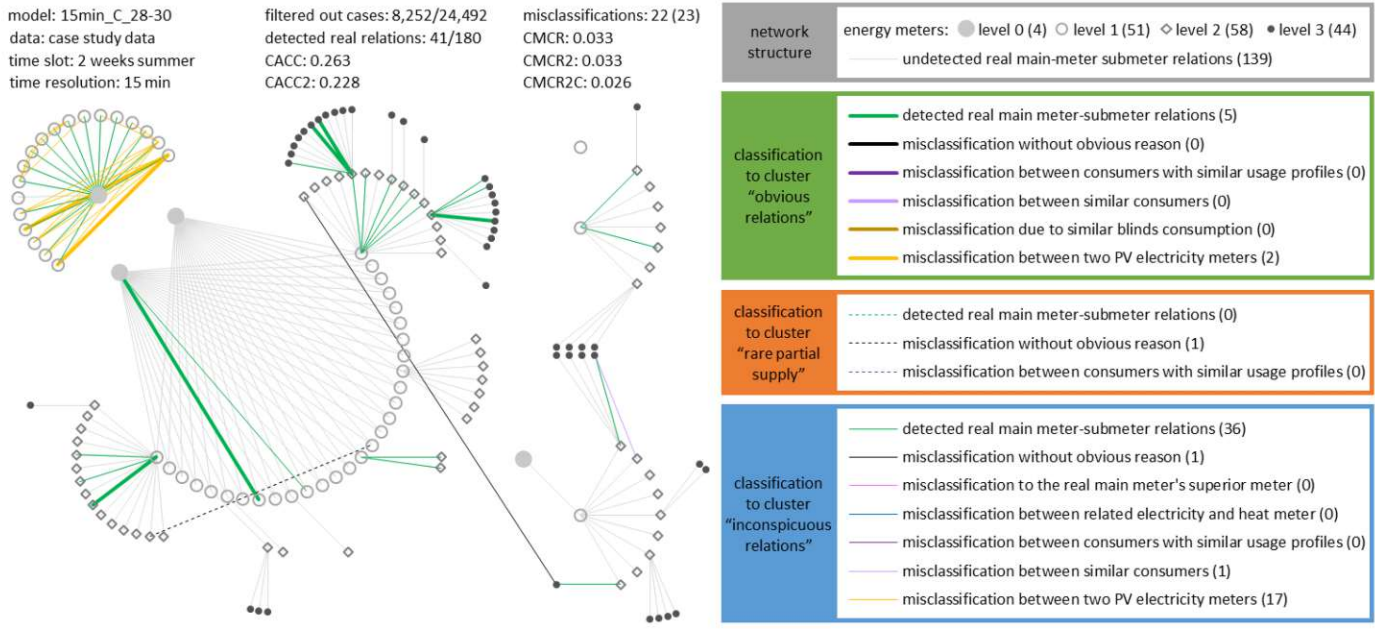 model: 15min_C_28-30
data: case study data
time slot: 2 weeks summer
time resolution: 15 min
filtered out cases: 8,252/24,492
detected real relations: 41/180
CACC: 0.263
CACC2: 0.228
misclassifications: 22 (23)
CMCR: 0.033
CMCR2: 0.033
CMCR2C: 0.026
network
structure
energy meters: level 0 (4) level 1 (51) level 2 (58) level 3 (44)
undetected real main-meter submeter relations (139)
classification
to cluster
“obvious
relations”
detected real main meter-submeter relations (5)
misclassification without obvious reason (0)
misclassification between consumers with similar usage profiles (0)
misclassification between similar consumers (0)
misclassification due to similar blinds consumption (0)
misclassification between two PV electricity meters (2)
classification
to cluster
“rare partial
supply”
detected real main meter-submeter relations (0)
misclassification without obvious reason (1)
misclassification between consumers with similar usage profiles (0)
classification
to cluster
“inconspicuous
relations”
detected real main meter-submeter relations (36)
misclassification without obvious reason (1)
misclassification to the real main meter's superior meter (0)
misclassification between related electricity and heat meter (0)
misclassification between consumers with similar usage profiles (0)
misclassification between similar consumers (1)
misclassification between two PV electricity meters (17)